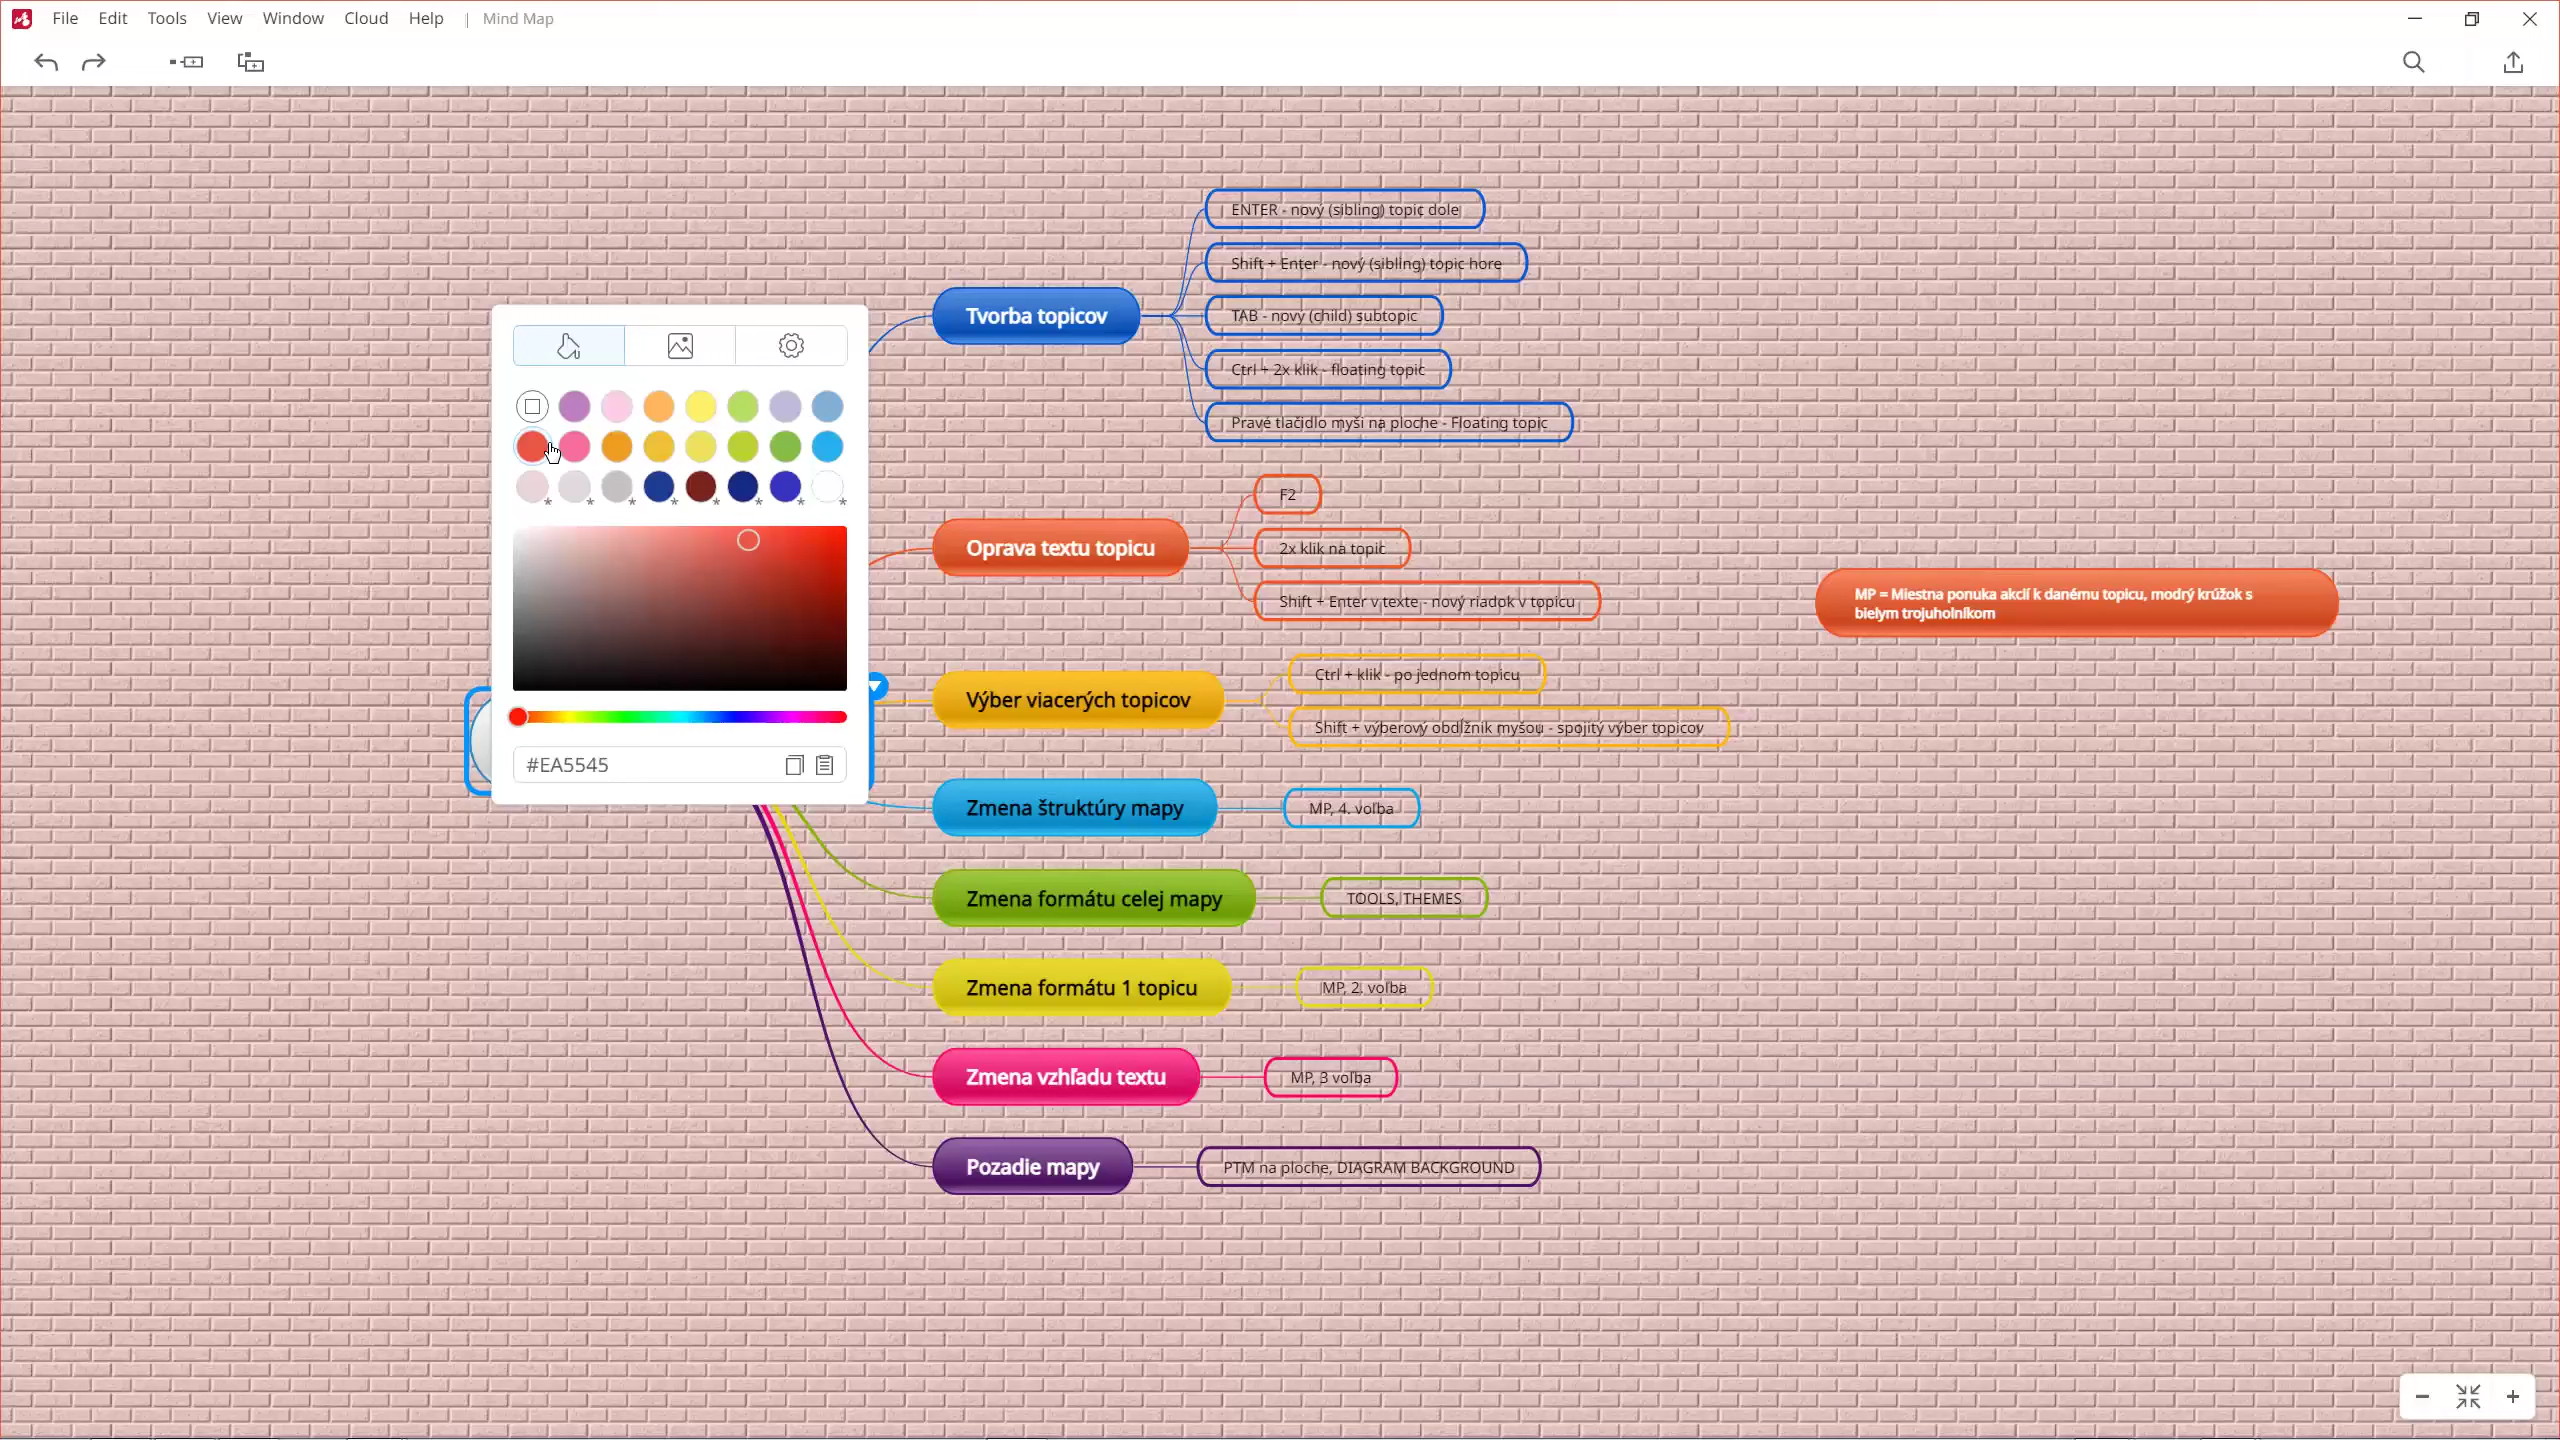 File Edit Tools View Window Cloud Help | Mind Map
ENTER - nový (sibling) topic dole
Shift + Enter - nový (sibling) topic hore
Tvorba topicov
TAB - nový (child) subtopic
Ctrl + 2x klik - floating topic
Pravé tlačidlo myši na ploche - Floating topic
F2
Oprava textu topicu
2x klik na topic
Shift + Enter v texte - nový riadok v topicu
MP = Miestna ponuka akcií k danému topicu, modrý krúžok s
bielym trojuholníkom
Ctrl + klik - po jednom topicu
Výber viacerých topicov
Shift + výberový obdĺžnik myšou - spojitý výber topicov
#EA5545
Zmena štruktúry mapy
MP, 4. voľba
Zmena formátu celej mapy
TOOLS, THEMES
Zmena formátu 1 topicu
MP, 2. voľba
Zmena vzhľadu textu
MP, 3 voľba
Pozadie mapy
PTM na ploche, DIAGRAM BACKGROUND